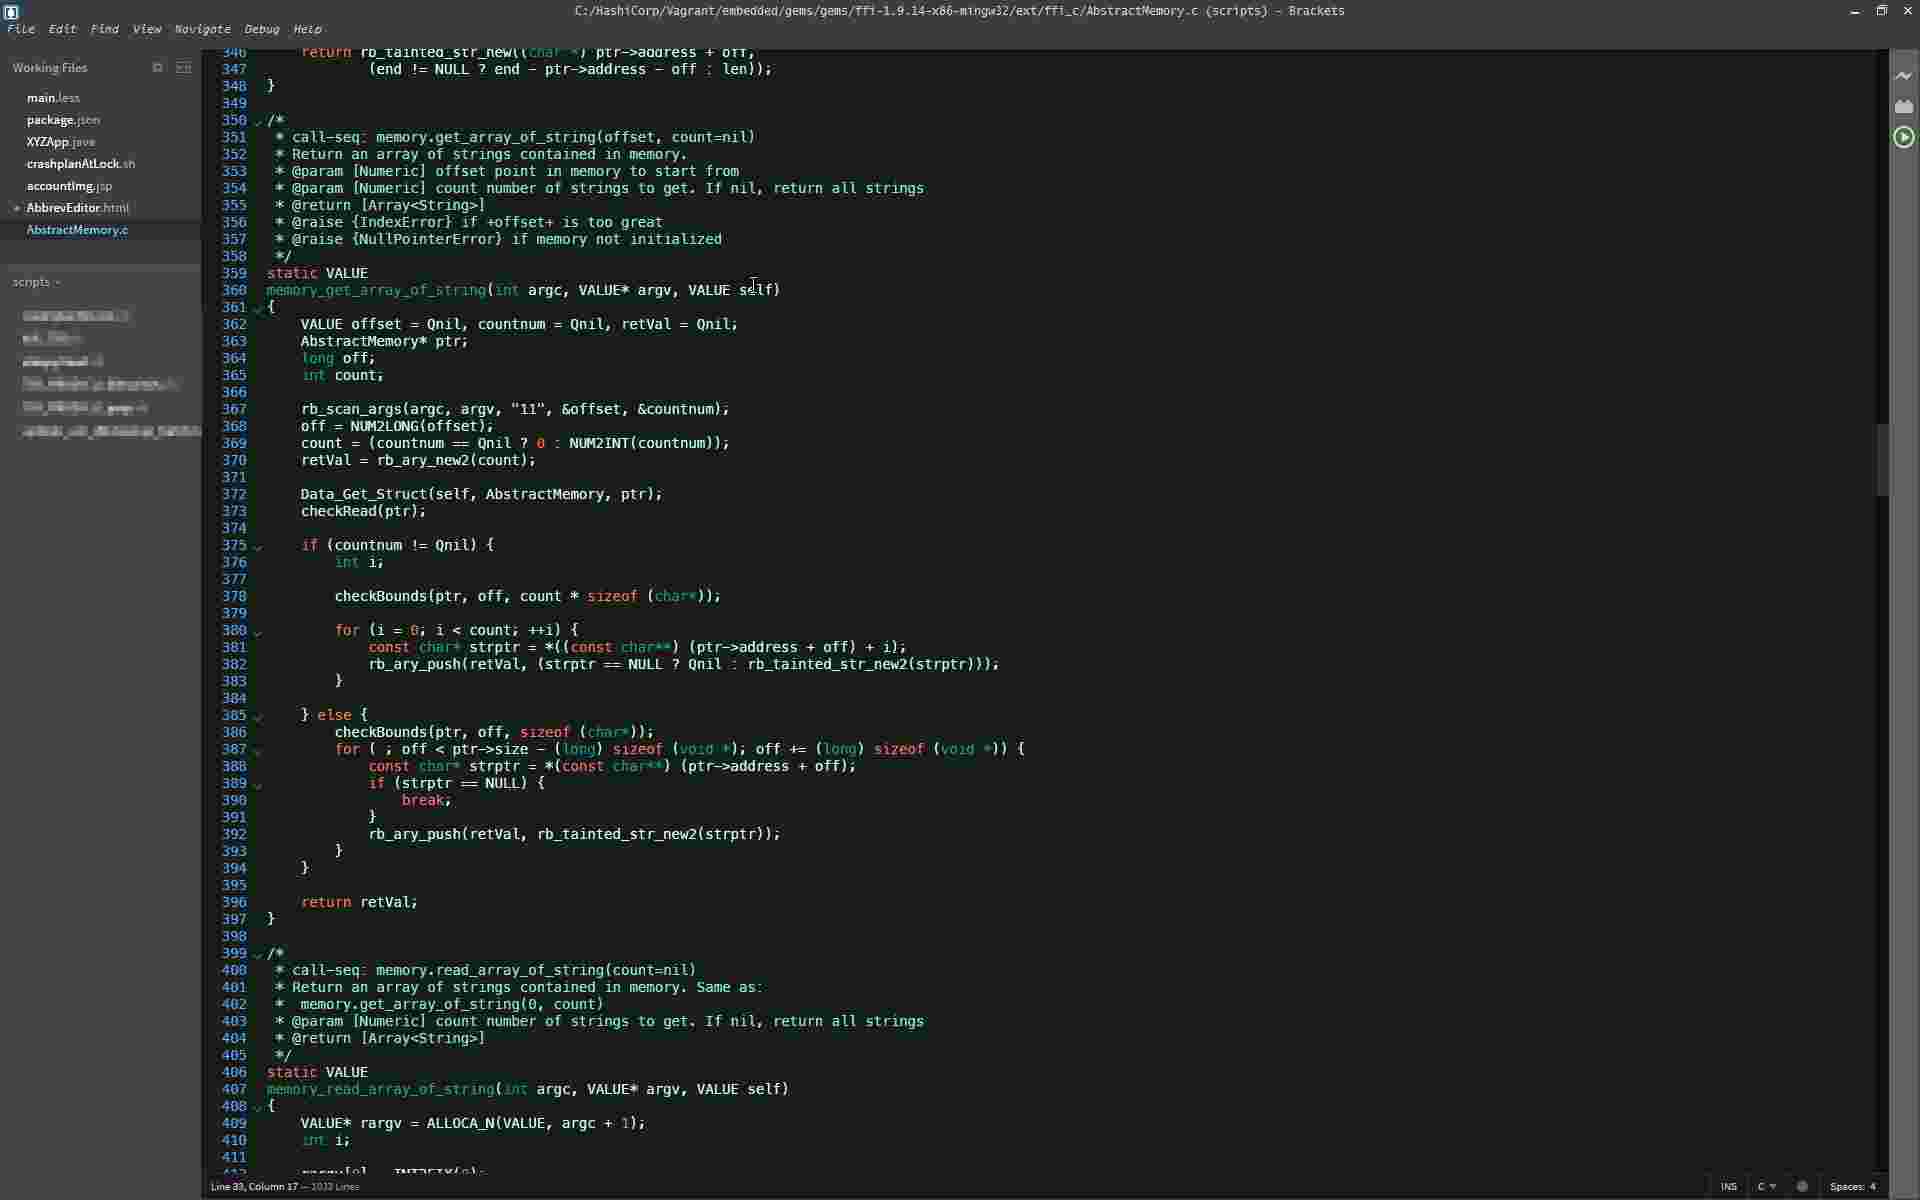 C:/HashiCorp/Vagrant/embedded/gems/gems/ffi-1.9.14-x86-mingw32/ext/ffi_c/AbstractMemory.c (scripts) - Brackets
File Edit Find View Navigate Debug Help
Working Files
main.less
package.json
XYZApp.java
crashplanAtLock.sh
accountImg.jsp
AbbrevEditor.html
AbstractMemory.c
scripts
346     return rb_tainted_str_new((char *) ptr->address + off,
347             (end != NULL ? end - ptr->address - off : len));
348 }
349
350 /*
351  * call-seq: memory.get_array_of_string(offset, count=nil)
352  * Return an array of strings contained in memory.
353  * @param [Numeric] offset point in memory to start from
354  * @param [Numeric] count number of strings to get. If nil, return all strings
355  * @return [Array<String>]
356  * @raise {IndexError} if +offset+ is too great
357  * @raise {NullPointerError} if memory not initialized
358  */
359 static VALUE
360 memory_get_array_of_string(int argc, VALUE* argv, VALUE self)
361 {
362     VALUE offset = Qnil, countnum = Qnil, retVal = Qnil;
363     AbstractMemory* ptr;
364     long off;
365     int count;
366
367     rb_scan_args(argc, argv, "11", &offset, &countnum);
368     off = NUM2LONG(offset);
369     count = (countnum == Qnil ? 0 : NUM2INT(countnum));
370     retVal = rb_ary_new2(count);
371
372     Data_Get_Struct(self, AbstractMemory, ptr);
373     checkRead(ptr);
374
375     if (countnum != Qnil) {
376         int i;
377
378         checkBounds(ptr, off, count * sizeof (char*));
379
380         for (i = 0; i < count; ++i) {
381             const char* strptr = *((const char**) (ptr->address + off) + i);
382             rb_ary_push(retVal, (strptr == NULL ? Qnil : rb_tainted_str_new2(strptr)));
383         }
384
385     } else {
386         checkBounds(ptr, off, sizeof (char*));
387         for ( ; off < ptr->size - (long) sizeof (void *); off += (long) sizeof (void *)) {
388             const char* strptr = *(const char**) (ptr->address + off);
389             if (strptr == NULL) {
390                 break;
391             }
392             rb_ary_push(retVal, rb_tainted_str_new2(strptr));
393         }
394     }
395
396     return retVal;
397 }
398
399 /*
400  * call-seq: memory.read_array_of_string(count=nil)
401  * Return an array of strings contained in memory. Same as:
402  *  memory.get_array_of_string(0, count)
403  * @param [Numeric] count number of strings to get. If nil, return all strings
404  * @return [Array<String>]
405  */
406 static VALUE
407 memory_read_array_of_string(int argc, VALUE* argv, VALUE self)
408 {
409     VALUE* rargv = ALLOCA_N(VALUE, argc + 1);
410     int i;
411
412     rargv[0] = INT2FIX(0);
Line 33, Column 17 — 1033 Lines
INS C Spaces: 4